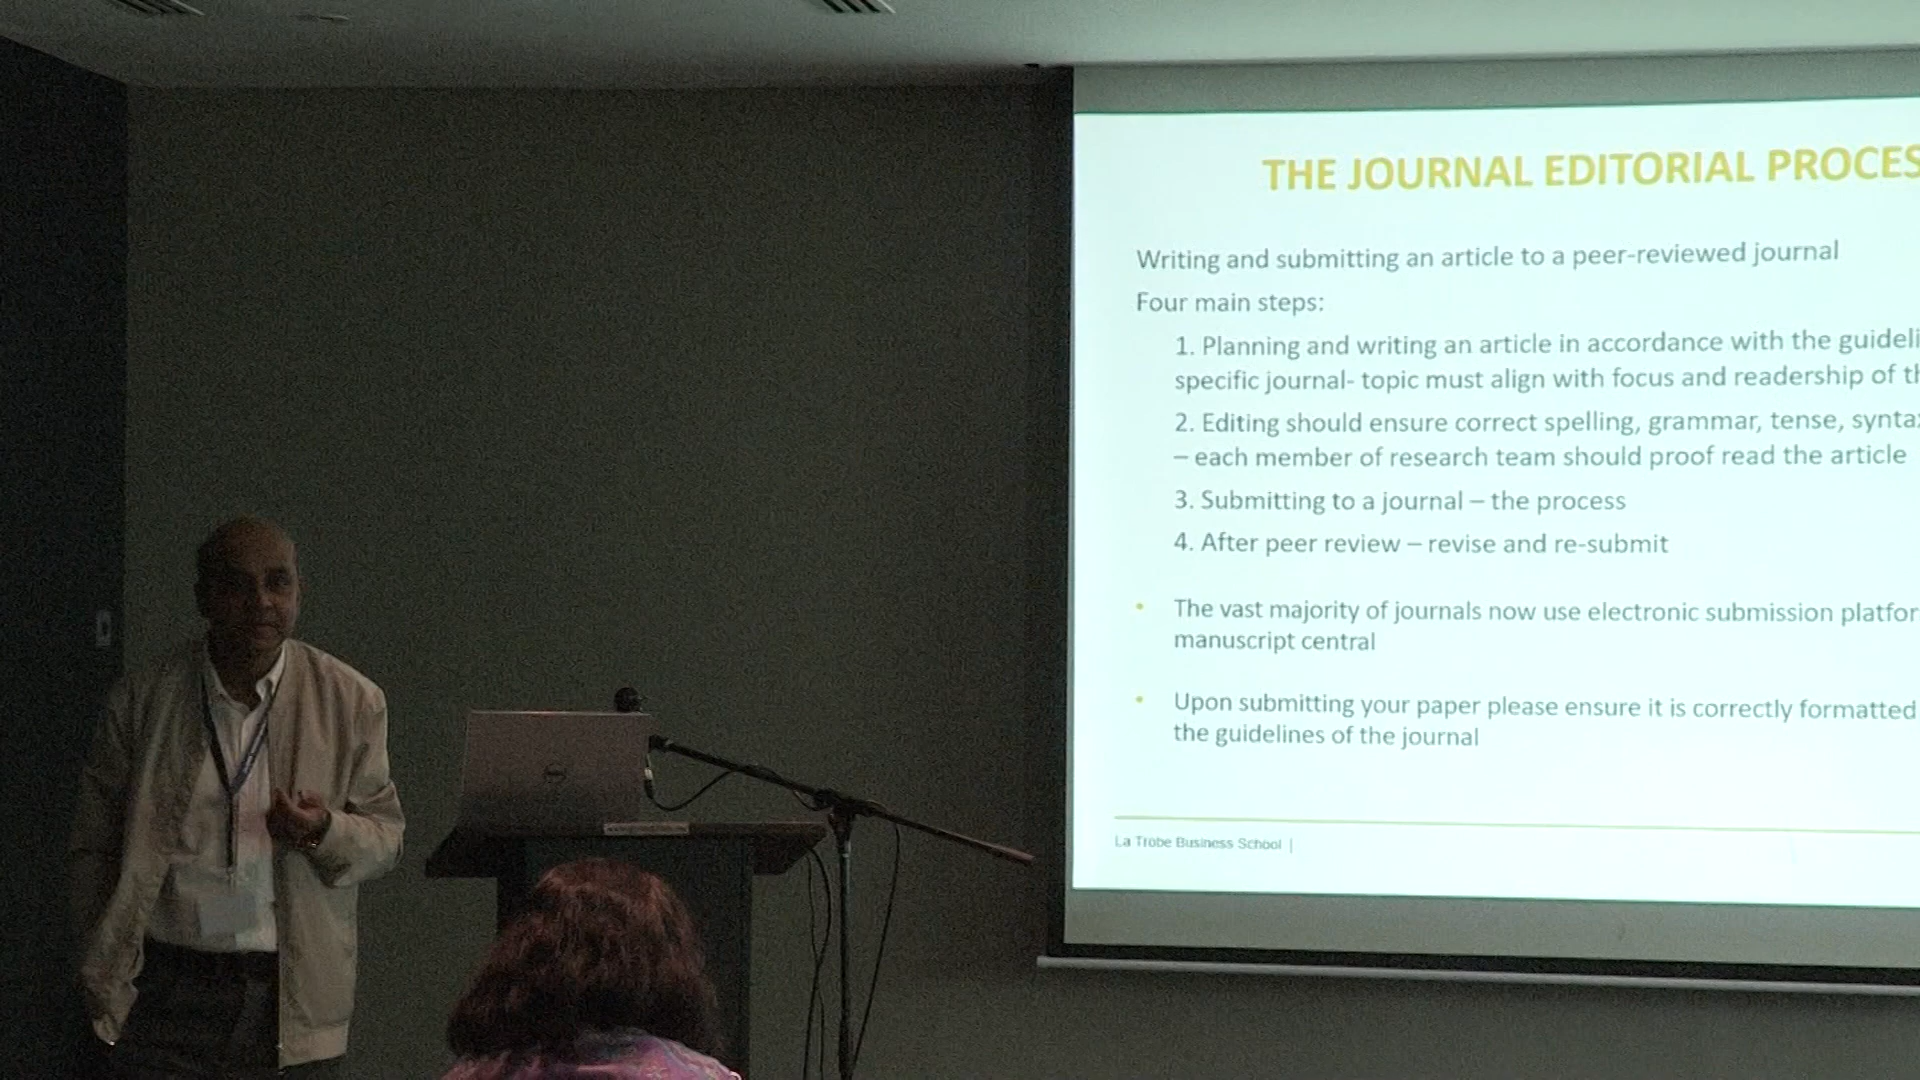 THE JOURNAL EDITORIAL PROCES
Writing and submitting an article to a peer-reviewed journal
Four main steps:
1. Planning and writing an article in accordance with the guideli
specific journal- topic must align with focus and readership of th
2. Editing should ensure correct spelling, grammar, tense, syntax
– each member of research team should proof read the article
3. Submitting to a journal – the process
4. After peer review – revise and re-submit
• The vast majority of journals now use electronic submission platfor
manuscript central
• Upon submitting your paper please ensure it is correctly formatted
the guidelines of the journal
La Trobe Business School |
DELL